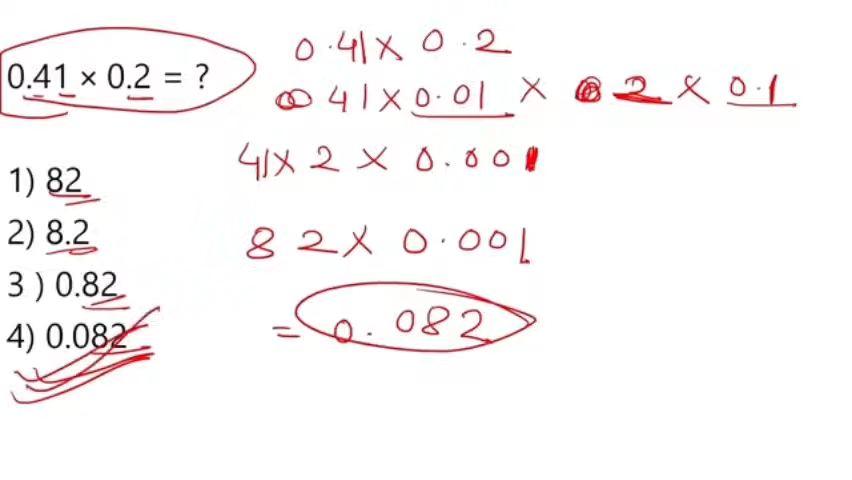 0.41 × 0.2 = ?
1) 82
2) 8.2
3 ) 0.82
4) 0.082
0.41 × 0.2
41 × 0.01 × 2 × 0.1
41 × 2 × 0.001
82 × 0.001
= 0.082